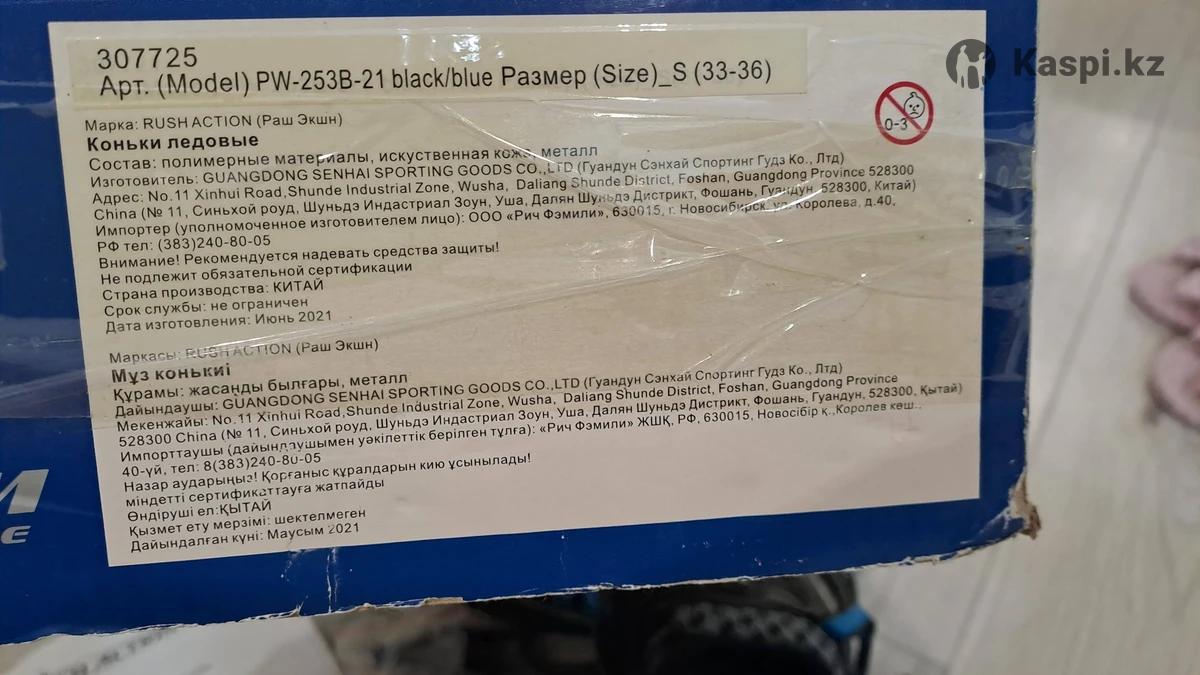 Kaspi.kz
307725
Арт. (Model) PW-253B-21 black/blue Размер (Size)_S (33-36)
0-3
Марка: RUSH ACTION (Раш Экшн)
Коньки ледовые
Состав: полимерные материалы, искуственная кожа, металл
Изготовитель: GUANGDONG SENHAI SPORTING GOODS CO.,LTD (Гуандун Сэнхай Спортинг Гудз Ко., Лтд)
Адрес: No.11 Xinhui Road,Shunde Industrial Zone, Wusha, Daliang Shunde District, Foshan, Guangdong Province 528300
China (№ 11, Синьхой роуд, Шуньдэ Индастриал Зоун, Уша, Далян Шуньдэ Дистрикт, Фошань, Гуандун, 528300, Китай)
Импортер (уполномоченное изготовителем лицо): ООО «Рич Фэмили», 630015, г. Новосибирск, ул. Королева, д.40,
РФ тел: (383)240-80-05
Внимание! Рекомендуется надевать средства защиты!
Не подлежит обязательной сертификации
Страна производства: КИТАЙ
Срок службы: не ограничен
Дата изготовления: Июнь 2021
Маркасы: RUSH ACTION (Раш Экшн)
Мұз конькиі
Құрамы: жасанды былғары, металл
Дайындаушы: GUANGDONG SENHAI SPORTING GOODS CO.,LTD (Гуандун Сэнхай Спортинг Гудз Ко., Лтд)
Мекенжайы: No.11 Xinhui Road,Shunde Industrial Zone, Wusha, Daliang Shunde District, Foshan, Guangdong Province
528300 China (№ 11, Синьхой роуд, Шуньдэ Индастриал Зоун, Уша, Далян Шуньдэ Дистрикт, Фошань, Гуандун, 528300, Қытай)
Импорттаушы (дайындаушымен уәкілеттік берілген тұлға): «Рич Фэмили» ЖШҚ, РФ, 630015, Новосібір қ.,Королев көш.,
40-үй, тел: 8(383)240-80-05
Назар аударыңыз! Қорғаныс құралдарын кию ұсынылады!
міндетті сертификаттауға жатпайды
Өндіруші ел:ҚЫТАЙ
Қызмет ету мерзімі: шектелмеген
Дайындалған күні: Маусым 2021